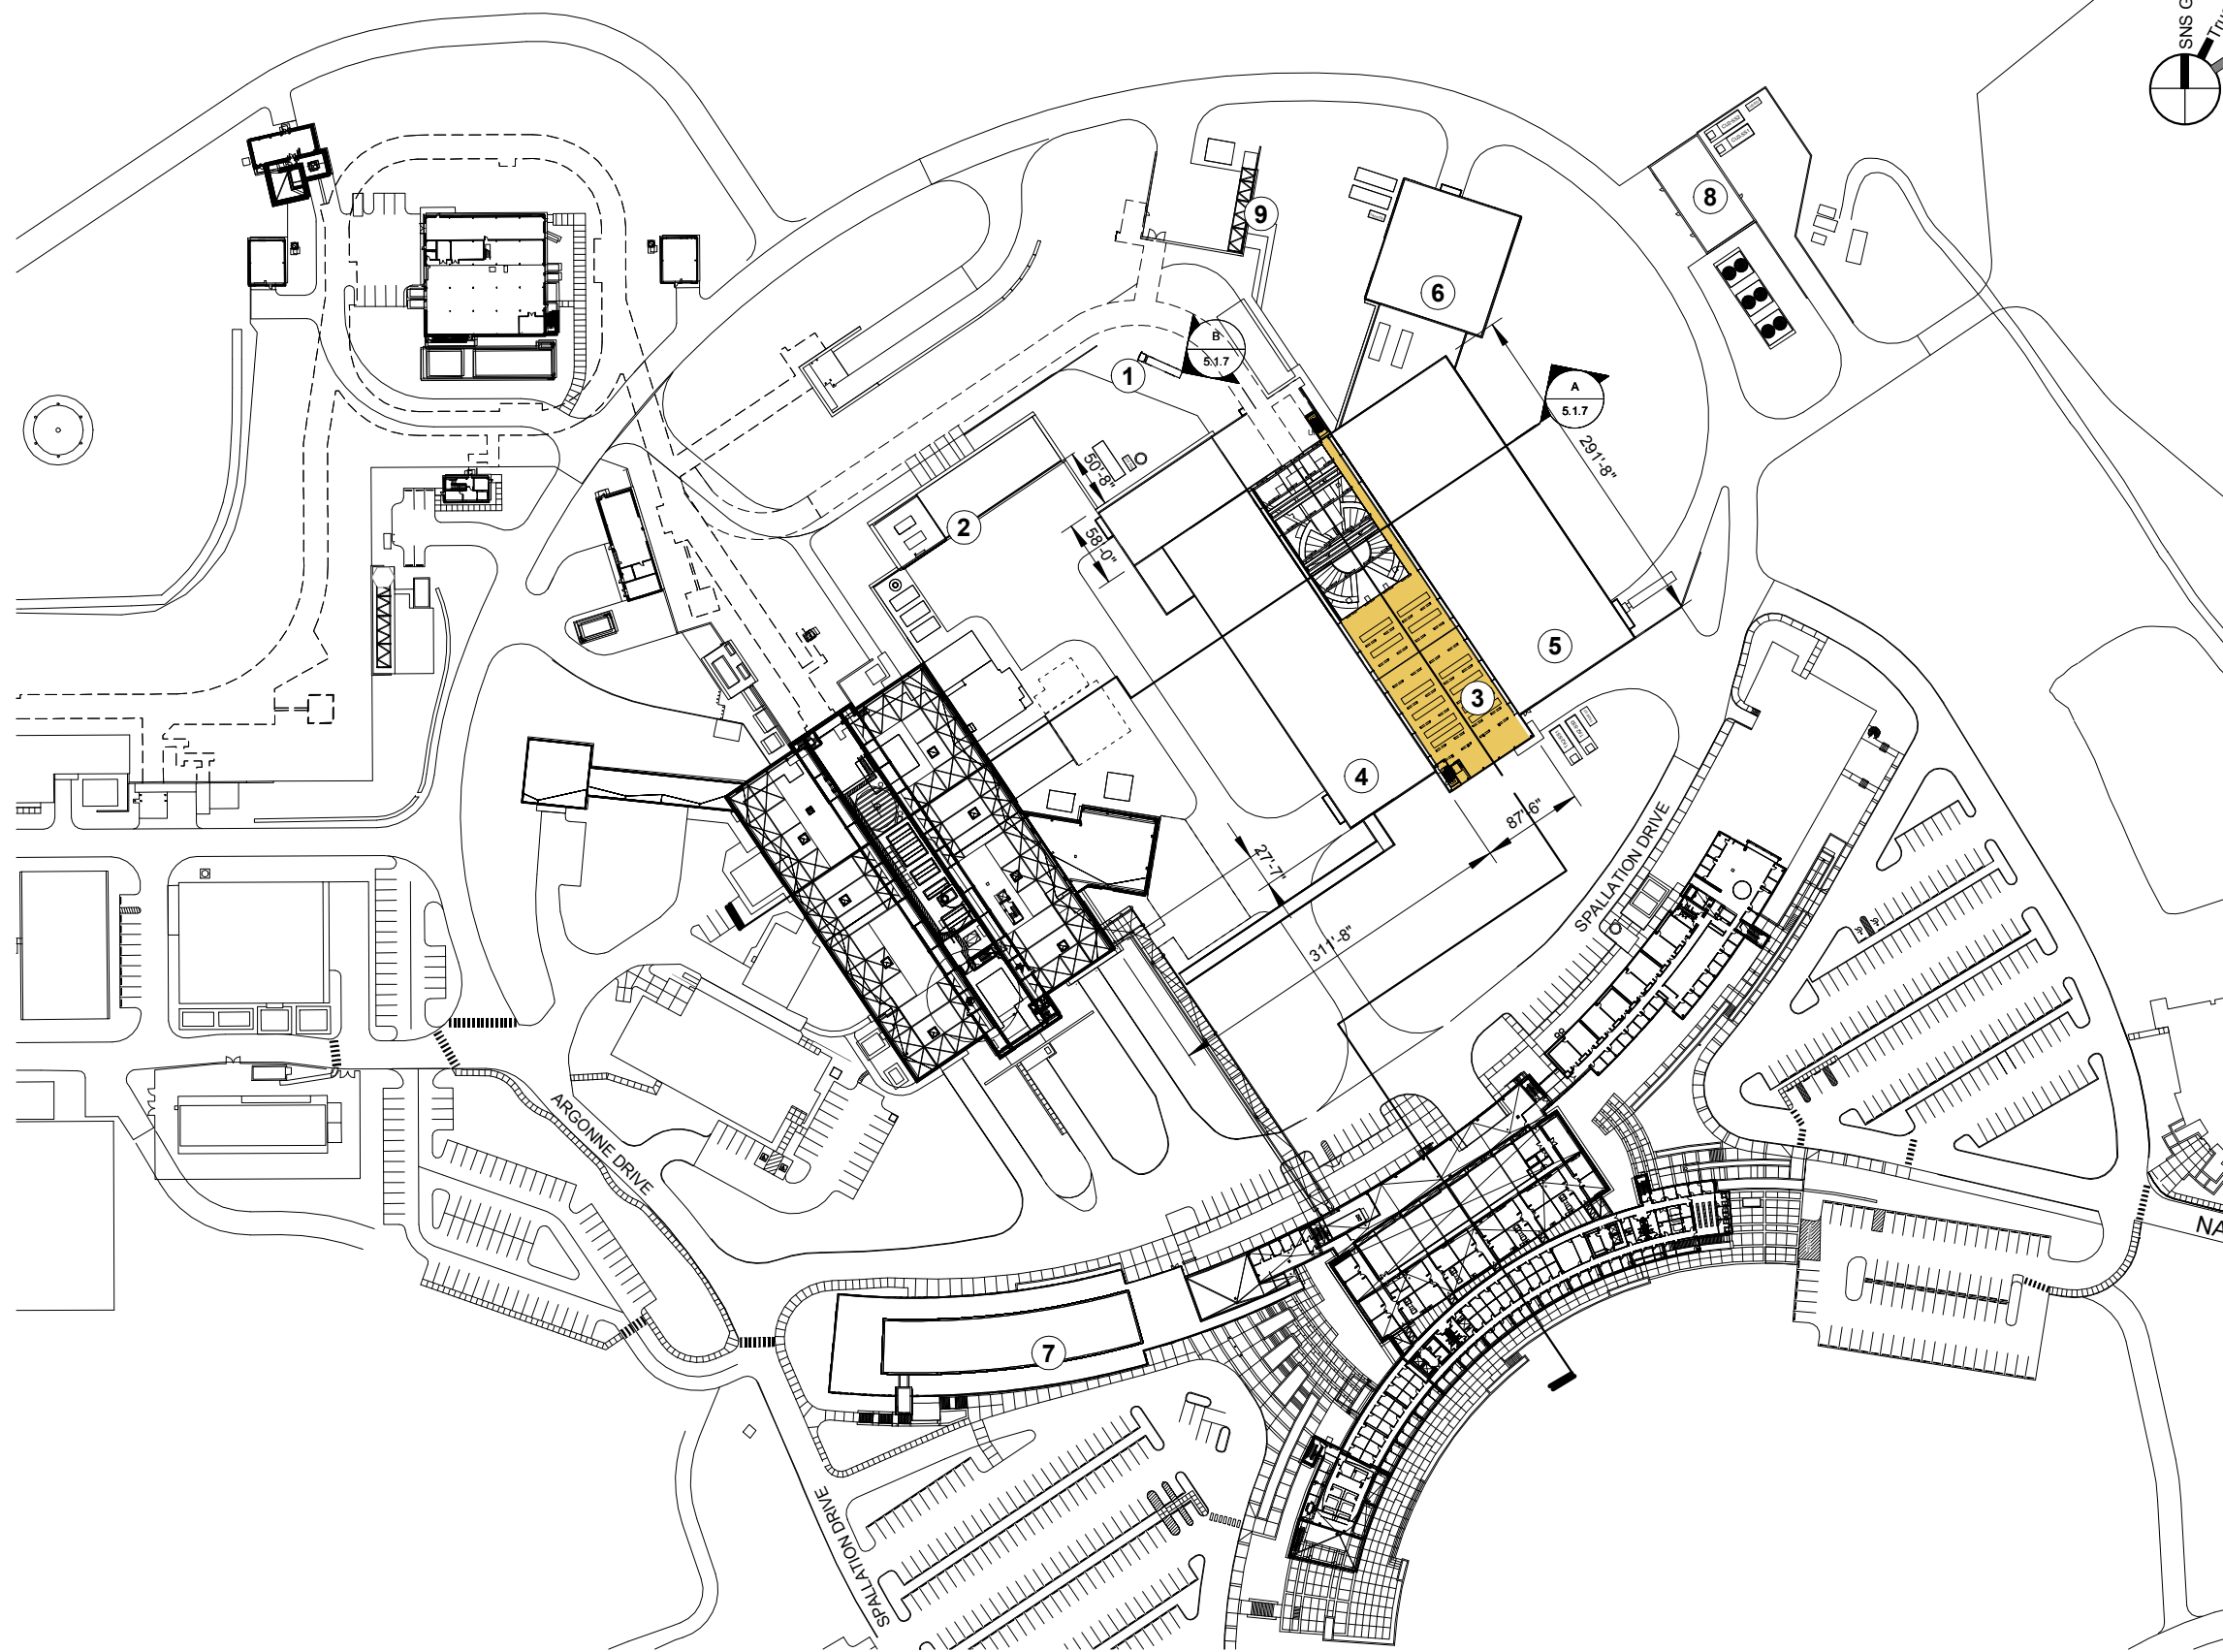 SNS G
9
8
6
B
5.1.7
1
A
5.1.7
291'-8"
50'-8"
2
58'-0"
5
3
4
87'-6"
27'-7"
SPALLATION DRIVE
311'-8"
ARGONNE DRIVE
NA
7
SPALLATION DRIVE